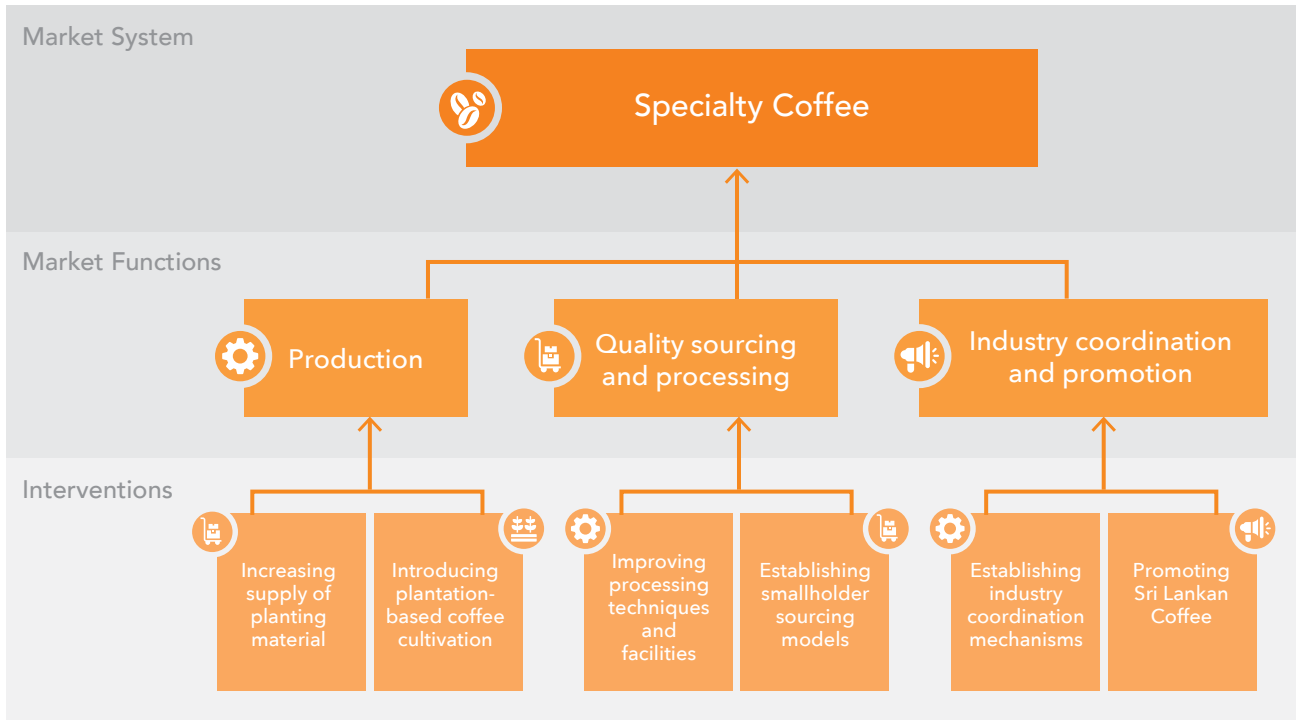 Market System
Specialty Coffee
Market Functions
Production
Quality sourcing
and processing
Industry coordination
and promotion
Interventions
Increasing
supply of
planting
material
Introducing
plantation-
based coffee
cultivation
Improving
processing
techniques
and
facilities
Establishing
smallholder
sourcing
models
Establishing
industry
coordination
mechanisms
Promoting
Sri Lankan
Coffee